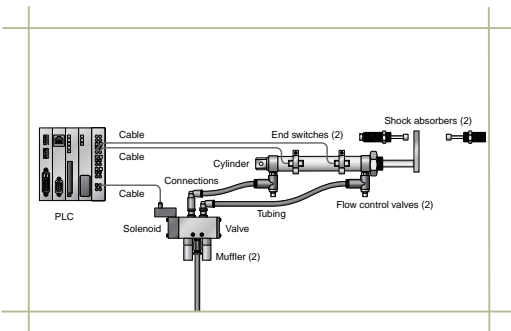 Shock absorbers (2)
Cable
End switches (2)
Cable
Cylinder
Connections
Cable
Flow control valves (2)
Tubing
PLC
Solenoid
Valve
Muffler (2)